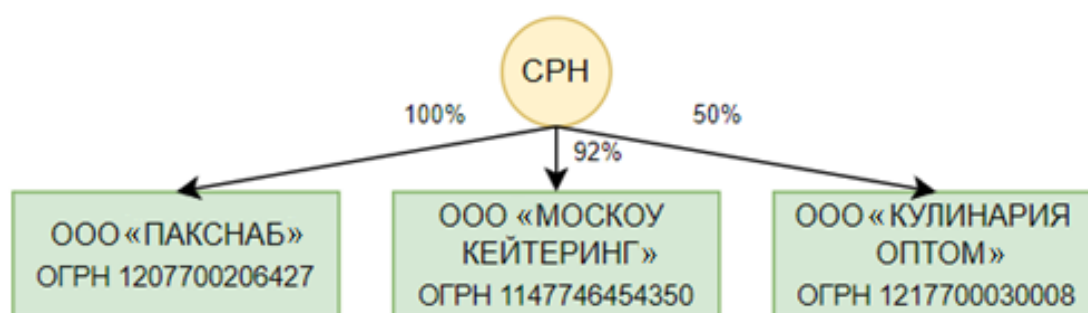 СРН
100%
50%
92%
ООО «ПАКСНАБ»
ОГРН 1207700206427
ООО «МОСКОУ
КЕЙТЕРИНГ»
ОГРН 1147746454350
ООО «КУЛИНАРИЯ
ОПТОМ»
ОГРН 1217700030008